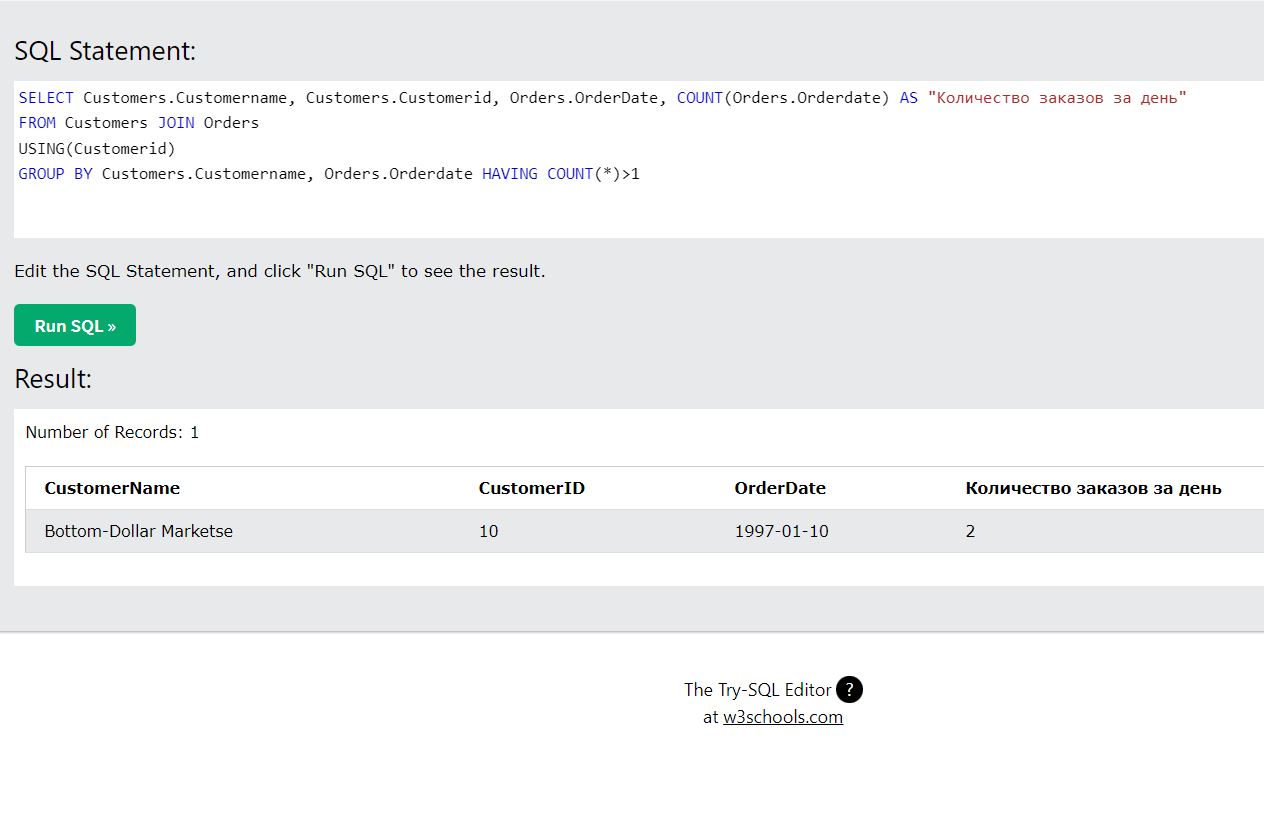 SQL Statement:
SELECT Customers.Customername, Customers.Customerid, Orders.OrderDate, COUNT(Orders.Orderdate) AS "Количество заказов за день"
FROM Customers JOIN Orders
USING(Customerid)
GROUP BY Customers.Customername, Orders.Orderdate HAVING COUNT(*)>1
Edit the SQL Statement, and click "Run SQL" to see the result.
Run SQL »
Result:
Number of Records: 1
CustomerName CustomerID OrderDate Количество заказов за день
Bottom-Dollar Marketse 10 1997-01-10 2
The Try-SQL Editor ?
at w3schools.com